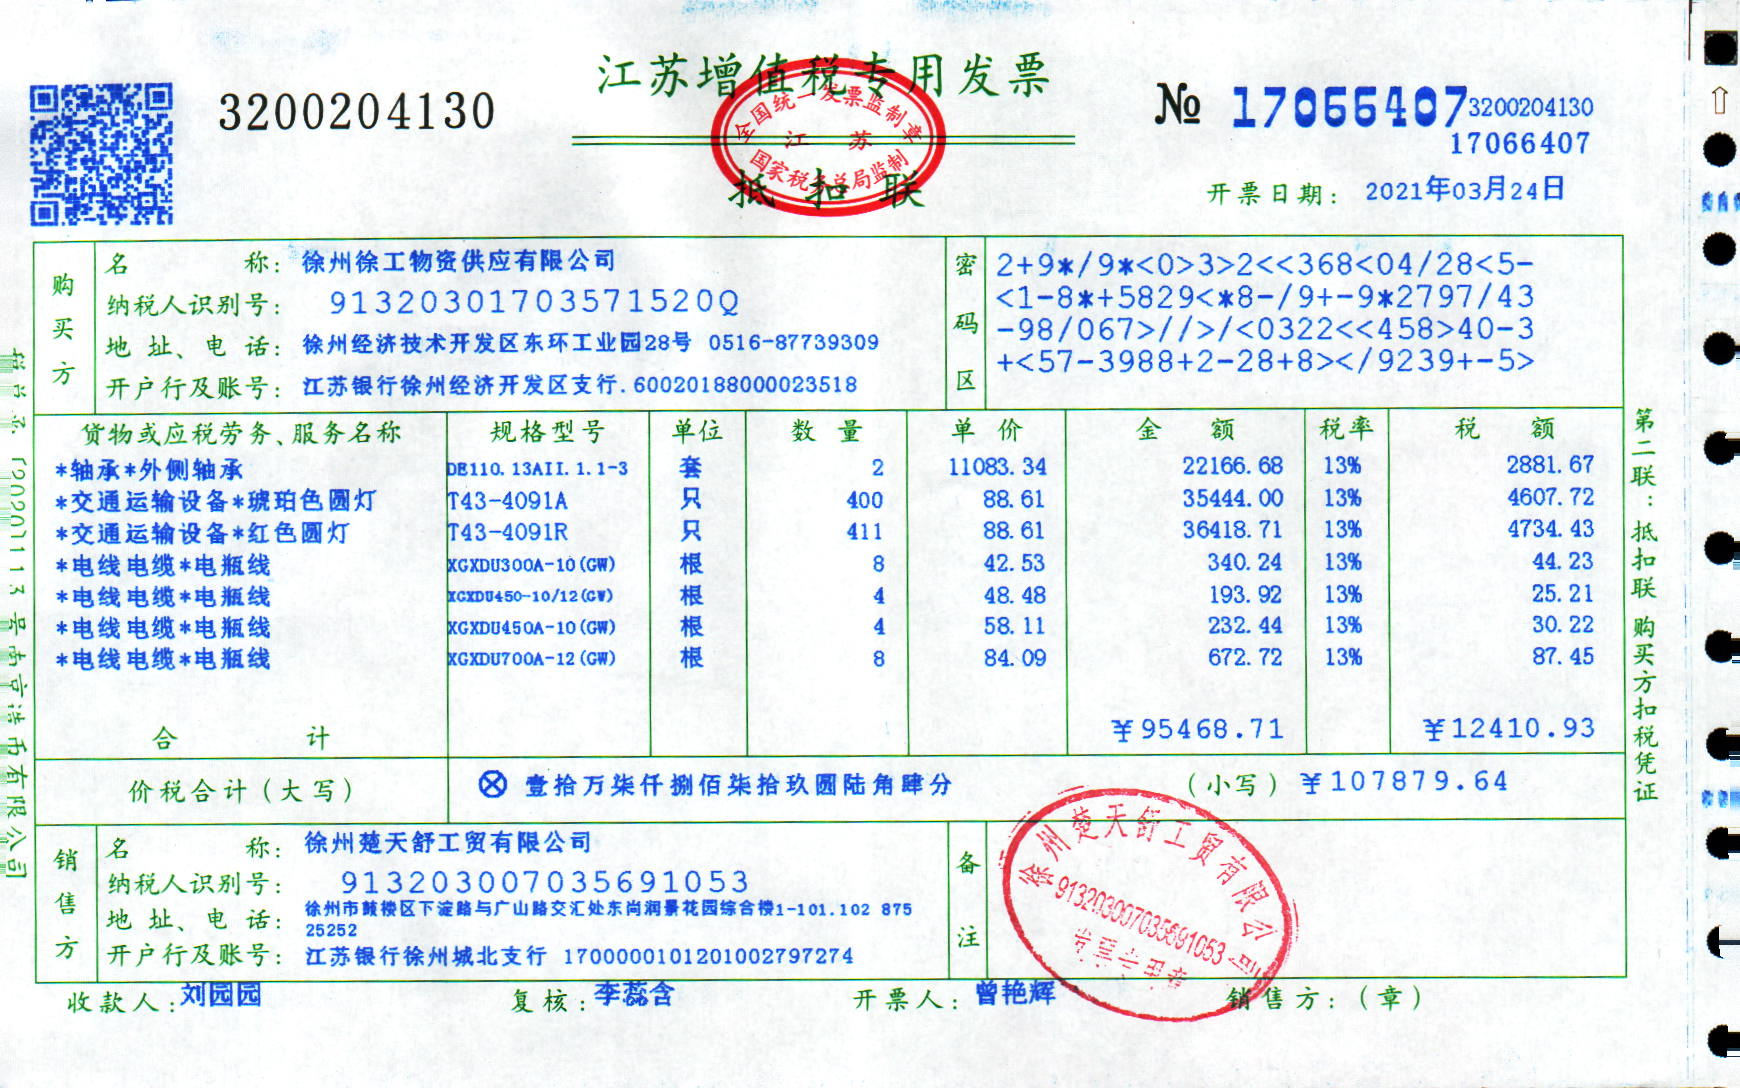 江苏增值税专用发票
全国统一发票监制章
江 苏
国家税务总局监制
抵 扣 联
3200204130
№ 17066407
3200204130
17066407
开票日期: 2021年03月24日
购买方
名 称: 徐州徐工物资供应有限公司
纳税人识别号: 91320301703571520Q
地 址、电 话: 徐州经济技术开发区东环工业园28号 0516-87739309
开户行及账号: 江苏银行徐州经济开发区支行.60020188000023518
密码区
2+9*/9*<0>3>2<<368<04/28<5-
<1-8*+5829<*8-/9+-9*2797/43
-98/067>//>/<0322<<458>40-3
+<57-3988+2-28+8></9239+-5>
货物或应税劳务、服务名称 规格型号 单位 数 量 单 价 金 额 税率 税 额
*轴承*外侧轴承 DE110.13AII.1.1-3 套 2 11083.34 22166.68 13% 2881.67
*交通运输设备*琥珀色圆灯 T43-4091A 只 400 88.61 35444.00 13% 4607.72
*交通运输设备*红色圆灯 T43-4091R 只 411 88.61 36418.71 13% 4734.43
*电线电缆*电瓶线 XGXDU300A-10(GW) 根 8 42.53 340.24 13% 44.23
*电线电缆*电瓶线 XGXDU450-10/12(GW) 根 4 48.48 193.92 13% 25.21
*电线电缆*电瓶线 XGXDU450A-10(GW) 根 4 58.11 232.44 13% 30.22
*电线电缆*电瓶线 XGXDU700A-12(GW) 根 8 84.09 672.72 13% 87.45
合 计 ¥95468.71 ¥12410.93
价税合计(大写) ⊗ 壹拾万柒仟捌佰柒拾玖圆陆角肆分 (小写) ¥107879.64
销售方
名 称: 徐州楚天舒工贸有限公司
纳税人识别号: 913203007035691053
地 址、电 话: 徐州市鼓楼区下淀路与广山路交汇处东尚润景花园综合楼1-101.102 875
25252
开户行及账号: 江苏银行徐州城北支行 17000001012010027972​74
备注
徐州楚天舒工贸有限公司
913203007035691053
发票专用章
收款人: 刘园园 复核: 李蕊含 开票人: 曾艳辉 销售方:(章)
第二联:抵扣联 购买方扣税凭证
〔2020〕113号
有限公司